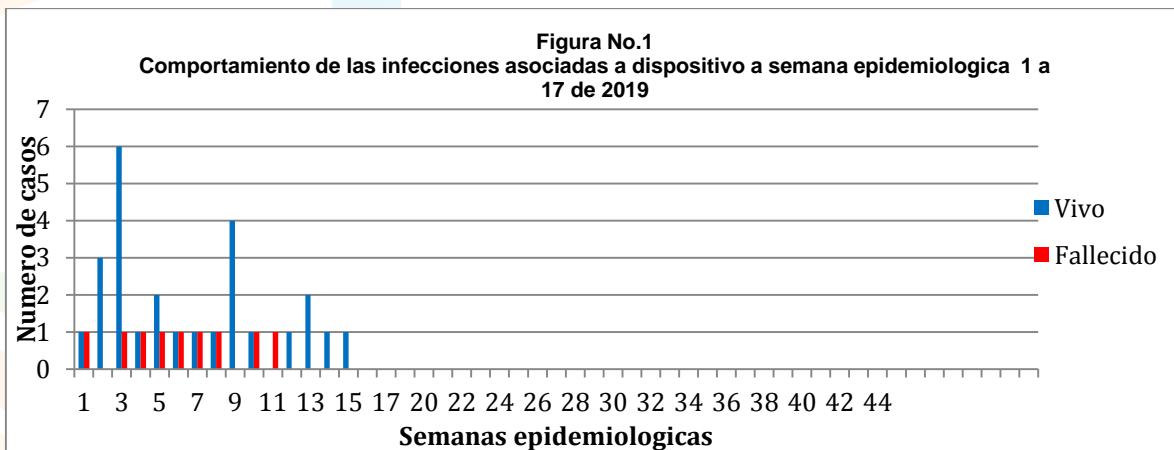 Figura No.1
Comportamiento de las infecciones asociadas a dispositivo a semana epidemiologica 1 a
17 de 2019
Numero de casos
7
6
5
4
3
2
1
0
1 3 5 7 9 11 13 15 17 20 22 24 26 28 30 32 34 36 38 40 42 44
Semanas epidemiologicas
Vivo
Fallecido